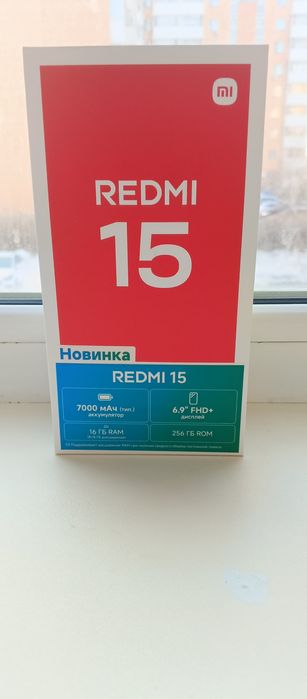 mi
REDMI
15
Новинка
REDMI 15
7000 мАч (тип.)
аккумулятор
6.9" FHD+
дисплей
до
16 ГБ RAM
256 ГБ ROM